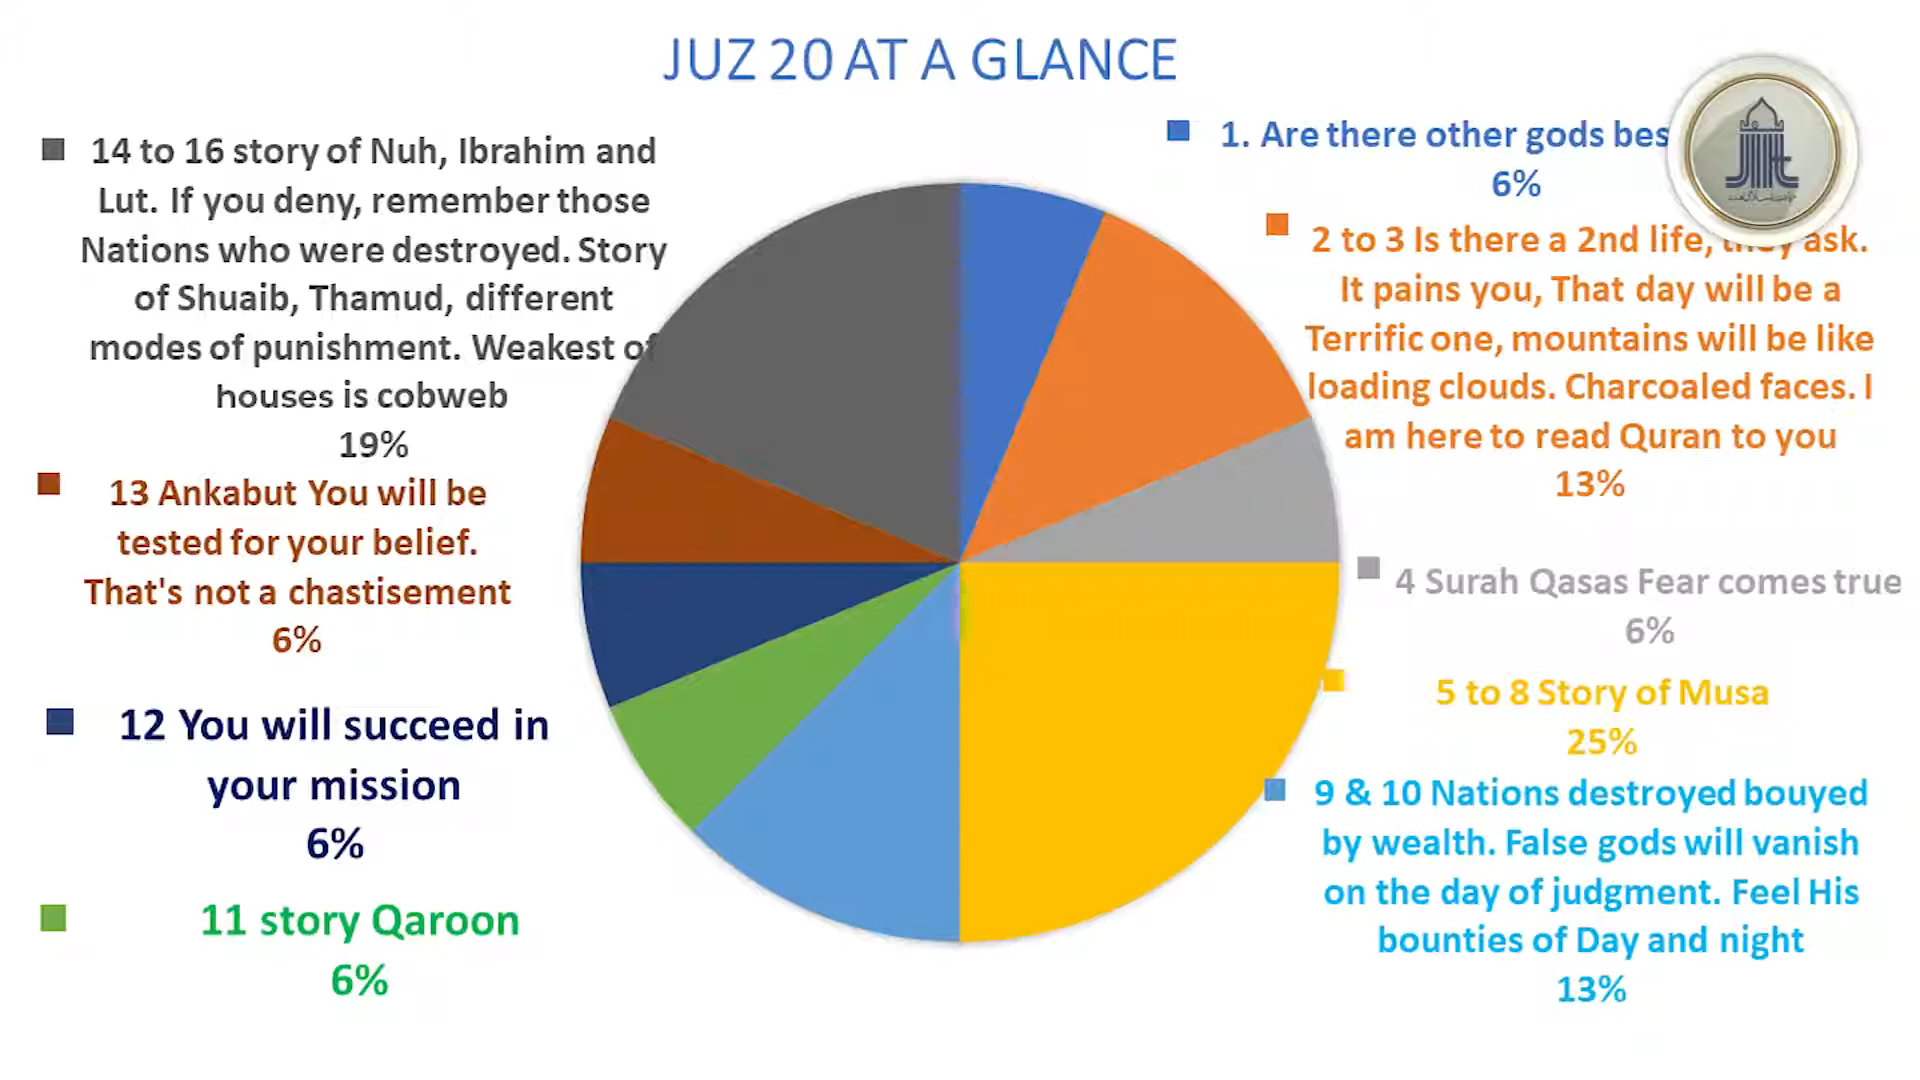 JUZ 20 AT A GLANCE
14 to 16 story of Nuh, Ibrahim and
Lut. If you deny, remember those
Nations who were destroyed. Story
of Shuaib, Thamud, different
modes of punishment. Weakest of
houses is cobweb
19%
13 Ankabut You will be
tested for your belief.
That's not a chastisement
6%
12 You will succeed in
your mission
6%
11 story Qaroon
6%
1. Are there other gods bes
6%
2 to 3 Is there a 2nd life, they ask.
It pains you, That day will be a
Terrific one, mountains will be like
loading clouds. Charcoaled faces. I
am here to read Quran to you
13%
4 Surah Qasas Fear comes true
6%
5 to 8 Story of Musa
25%
9 & 10 Nations destroyed bouyed
by wealth. False gods will vanish
on the day of judgment. Feel His
bounties of Day and night
13%